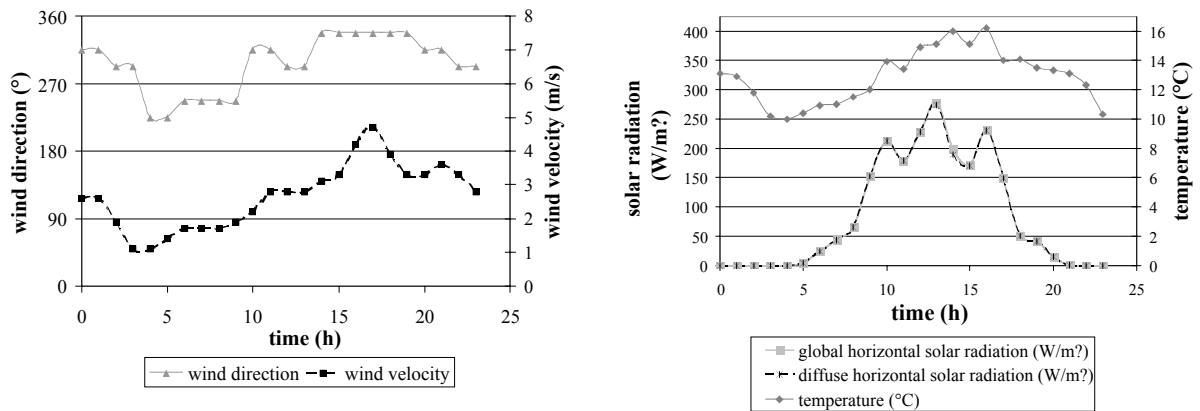 wind direction (°)
360
270
180
90
0
8
7
6
5
4
3
2
1
0
wind velocity (m/s)
0 5 10 15 20 25
time (h)
wind direction wind velocity
solar radiation
(W/m?)
400
350
300
250
200
150
100
50
0
16
14
12
10
8
6
4
2
0
temperature (°C)
0 5 10 15 20 25
time (h)
global horizontal solar radiation (W/m?)
diffuse horizontal solar radiation (W/m?)
temperature (°C)